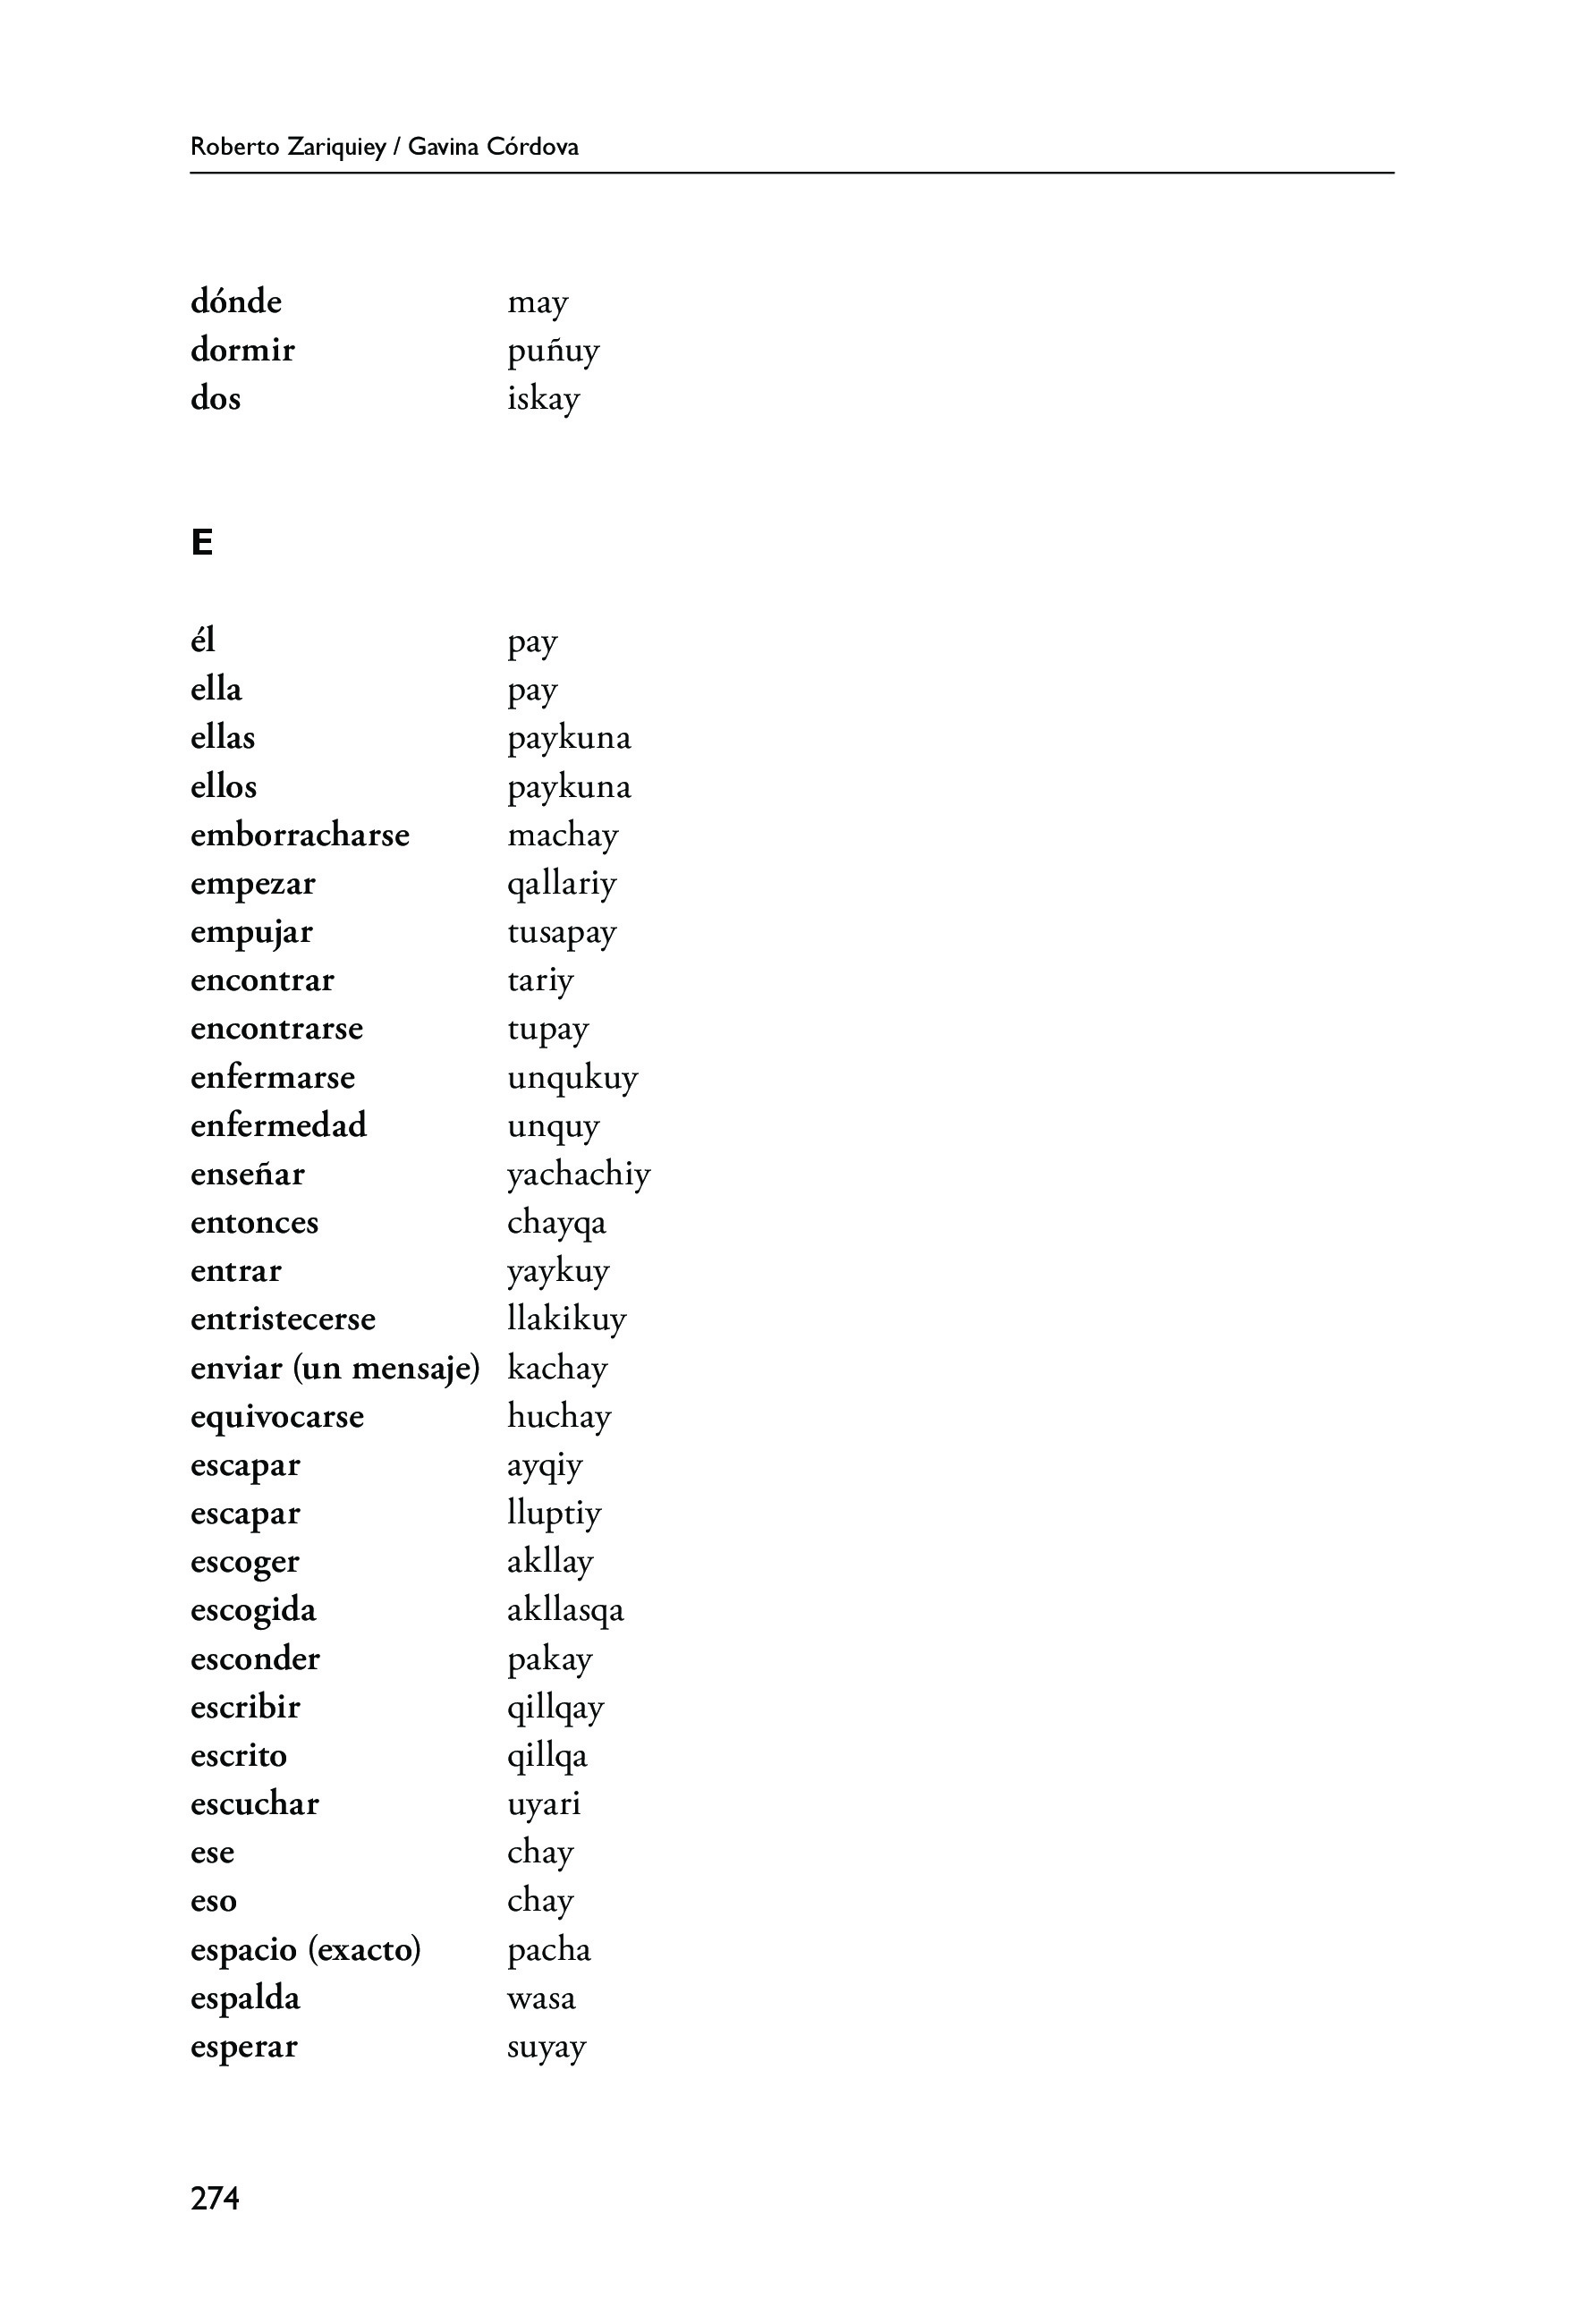 Roberto Zariquiey / Gavina Córdova
dónde may
dormir puñuy
dos iskay
E
él pay
ella pay
ellas paykuna
ellos paykuna
emborracharse machay
empezar qallariy
empujar tusapay
encontrar tariy
encontrarse tupay
enfermarse unqukuy
enfermedad unquy
enseñar yachachiy
entonces chayqa
entrar yaykuy
entristecerse llakikuy
enviar (un mensaje) kachay
equivocarse huchay
escapar ayqiy
escapar lluptiy
escoger akllay
escogida akllasqa
esconder pakay
escribir qillqay
escrito qillqa
escuchar uyari
ese chay
eso chay
espacio (exacto) pacha
espalda wasa
esperar suyay
274